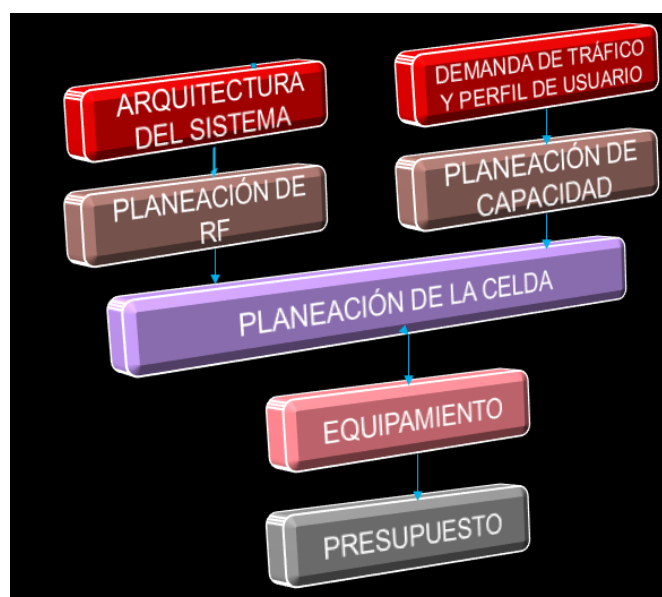 ARQUITECTURA
DEL SISTEMA
DEMANDA DE TRÁFICO
Y PERFIL DE USUARIO
PLANEACIÓN DE
RF
PLANEACIÓN DE
CAPACIDAD
PLANEACIÓN DE LA CELDA
EQUIPAMIENTO
PRESUPUESTO